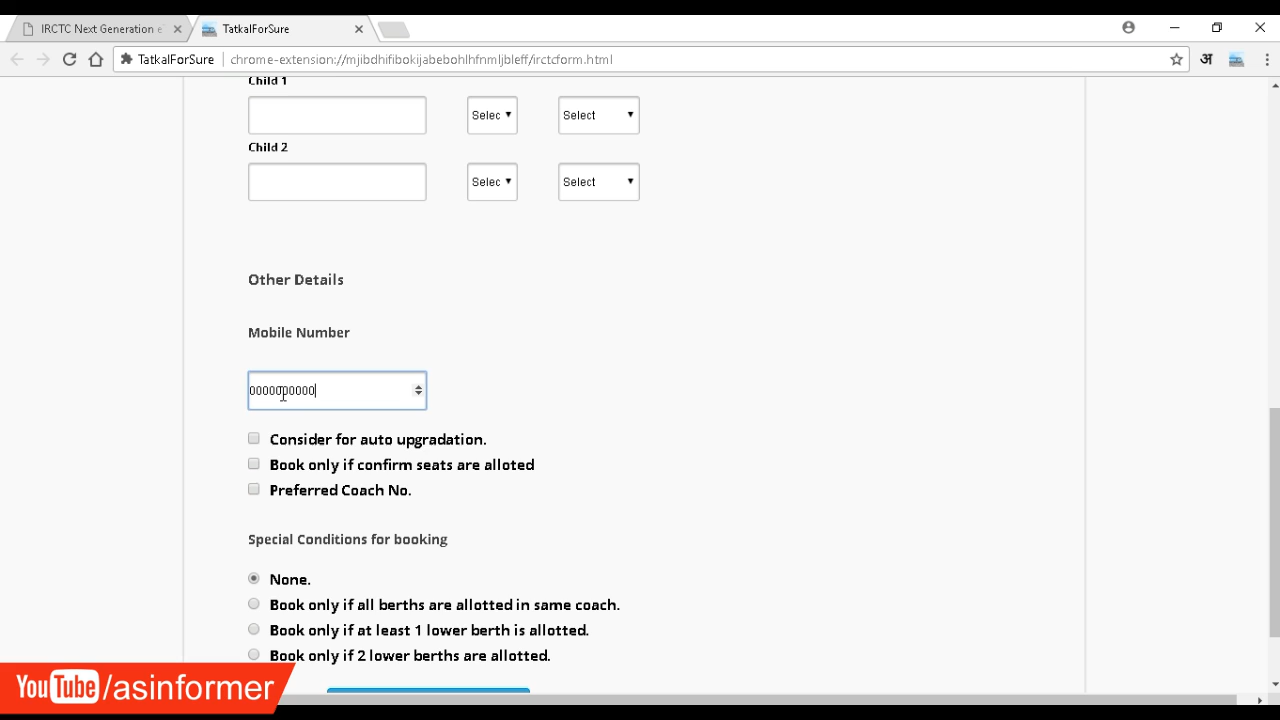 IRCTC Next Generation e
TatkalForSure
TatkalForSure
chrome-extension://mjibdhifibokijabebohlhfnmljbleff/irctcform.html
अ
Child 1
Selec
Select
Child 2
Selec
Select
Other Details
Mobile Number
0000000000
Consider for auto upgradation.
Book only if confirm seats are alloted
Preferred Coach No.
Special Conditions for booking
None.
Book only if all berths are allotted in same coach.
Book only if at least 1 lower berth is allotted.
Book only if 2 lower berths are allotted.
YouTube/asinformer